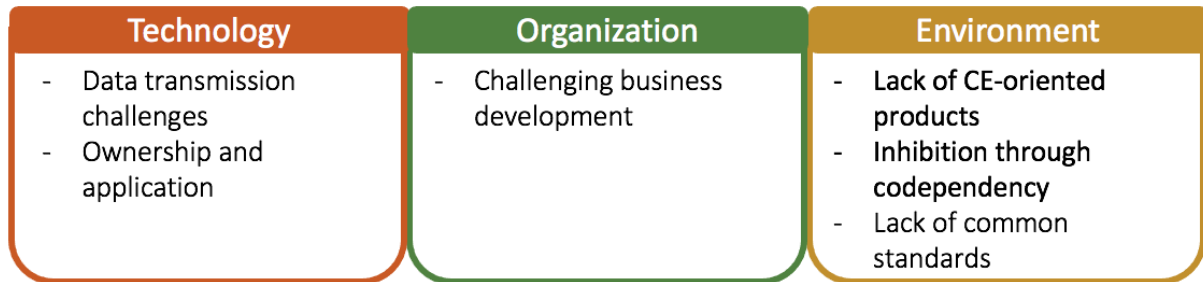 Technology
- Data transmission
challenges
- Ownership and
application
Organization
- Challenging business
development
Environment
- Lack of CE-oriented
products
- Inhibition through
codependency
- Lack of common
standards